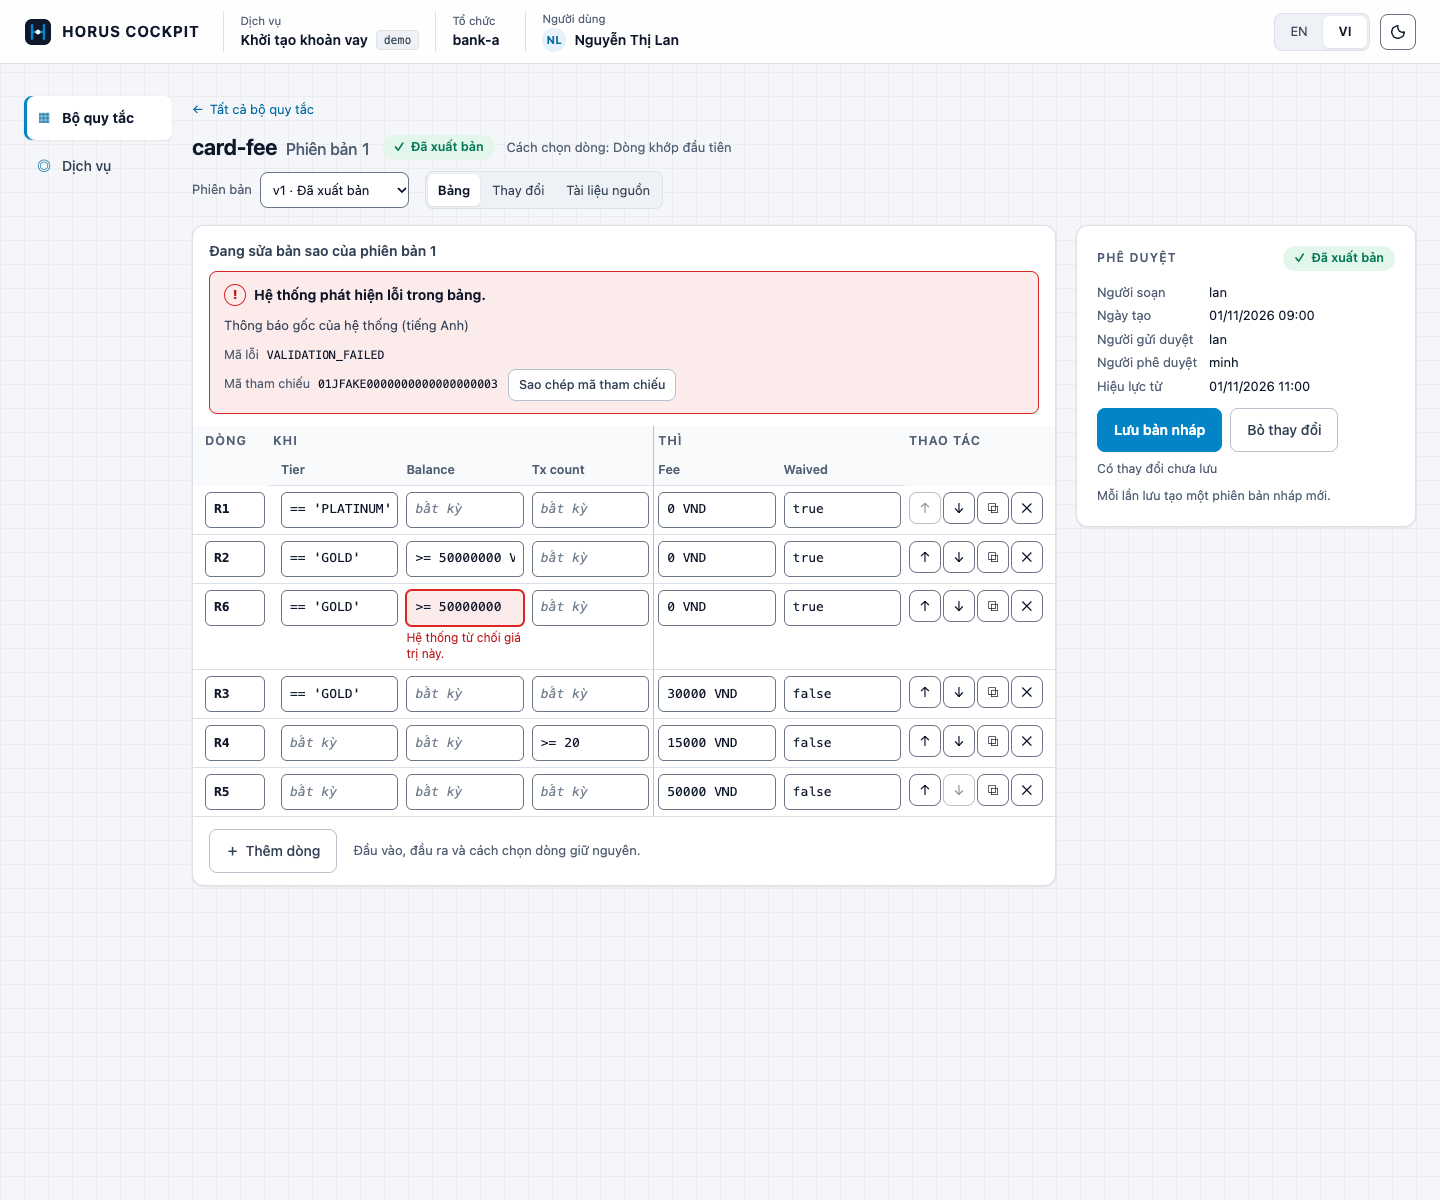 HORUS COCKPIT
Dịch vụ
Khởi tạo khoản vay demo
Tổ chức
bank-a
Người dùng
NL Nguyễn Thị Lan
EN VI
Bộ quy tắc
Dịch vụ
← Tất cả bộ quy tắc
card-fee Phiên bản 1 ✓ Đã xuất bản Cách chọn dòng: Dòng khớp đầu tiên
Phiên bản v1 · Đã xuất bản Bảng Thay đổi Tài liệu nguồn
Đang sửa bản sao của phiên bản 1
! Hệ thống phát hiện lỗi trong bảng.
Thông báo gốc của hệ thống (tiếng Anh)
Mã lỗi VALIDATION_FAILED
Mã tham chiếu 01JFAKE0000000000000000003 Sao chép mã tham chiếu
DÒNG KHI THÌ THAO TÁC
Tier Balance Tx count Fee Waived
R1 == 'PLATINUM' bất kỳ bất kỳ 0 VND true ↑ ↓
R2 == 'GOLD' >= 50000000 V bất kỳ 0 VND true ↑ ↓
R6 == 'GOLD' >= 50000000 bất kỳ 0 VND true ↑ ↓
Hệ thống từ chối giá
trị này.
R3 == 'GOLD' bất kỳ bất kỳ 30000 VND false ↑ ↓
R4 bất kỳ bất kỳ >= 20 15000 VND false ↑ ↓
R5 bất kỳ bất kỳ bất kỳ 50000 VND false ↑ ↓
+ Thêm dòng Đầu vào, đầu ra và cách chọn dòng giữ nguyên.
PHÊ DUYỆT ✓ Đã xuất bản
Người soạn lan
Ngày tạo 01/11/2026 09:00
Người gửi duyệt lan
Người phê duyệt minh
Hiệu lực từ 01/11/2026 11:00
Lưu bản nháp Bỏ thay đổi
Có thay đổi chưa lưu
Mỗi lần lưu tạo một phiên bản nháp mới.